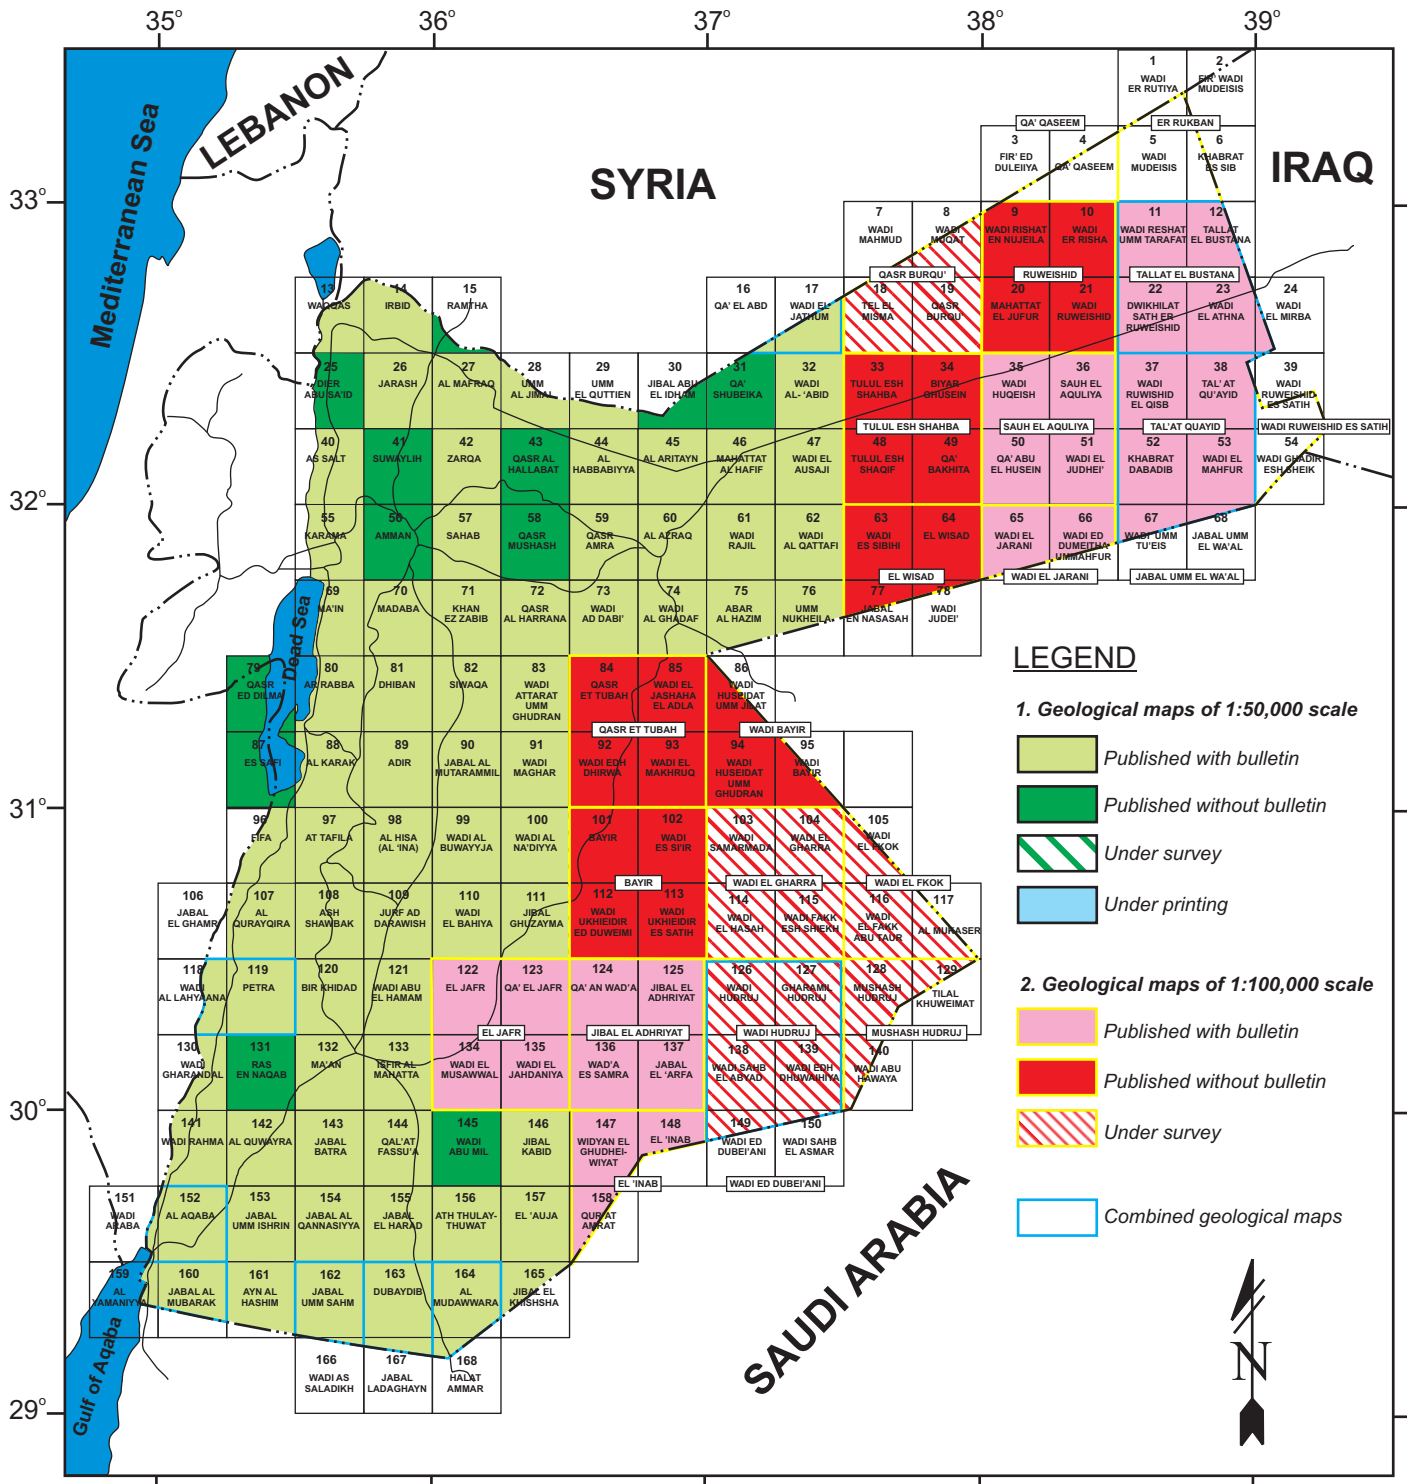 35° 36° 37° 38° 39°
33°
32°
31°
30°
29°
Mediterranean Sea
LEBANON
SYRIA
IRAQ
SAUDI ARABIA
Dead Sea
Gulf of Aqaba
1
WADI
ER RUTIYA
2
FIR' WADI
MUDEISIS
QA' QASEEM
ER RUKBAN
3
FIR' ED
DULEIIYA
4
QA' QASEEM
5
WADI
MUDEISIS
6
KHABRAT
ES SIB
7
WADI
MAHMUD
8
WADI
MUQAT
9
WADI RISHAT
EN NUJEILA
10
WADI
ER RISHA
11
WADI RESHAT
UMM TARAFAT
12
TALLAT
EL BUSTANA
QASR BURQU'
RUWEISHID
TALLAT EL BUSTANA
13
WAQQAS
14
IRBID
15
RAMTHA
16
QA' EL ABD
17
WADI EL
JATHUM
18
TEL EL
MISMA
19
QASR
BURQU'
20
MAHATTAT
EL JUFUR
21
WADI
RUWEISHID
22
DWIKHILAT
SATH ER
RUWEISHID
23
WADI
EL ATHNA
24
WADI
EL MIRBA
25
DIER
ABU SA'ID
26
JARASH
27
AL MAFRAQ
28
UMM
AL JIMAL
29
UMM
EL QUTTIEN
30
JIBAL ABU
EL IDHAM
31
QA'
SHUBEIKA
32
WADI
AL- 'ABID
33
TULUL ESH
SHAHBA
34
BIYAR
GHUSEIN
35
WADI
HUQEISH
36
SAUH EL
AQULIYA
37
WADI
RUWISHID
EL QISB
38
TAL' AT
QU'AYID
39
WADI
RUWEISHID
ES SATIH
TULUL ESH SHAHBA
SAUH EL AQULIYA
TAL'AT QUAYID
WADI RUWEISHID ES SATIH
40
AS SALT
41
SUWAYLIH
42
ZARQA
43
QASR AL
HALLABAT
44
AL
HABBABIYYA
45
AL ARITAYN
46
MAHATTAT
AL HAFIF
47
WADI EL
AUSAJI
48
TULUL ESH
SHAQIF
49
QA'
BAKHITA
50
QA' ABU
EL HUSEIN
51
WADI EL
JUDHEI'
52
KHABRAT
DABADIB
53
WADI EL
MAHFUR
54
WADI GHADIR
ESH SHEIK
55
KARAMA
56
AMMAN
57
SAHAB
58
QASR
MUSHASH
59
QASR
AMRA
60
AL AZRAQ
61
WADI
RAJIL
62
WADI
AL QATTAFI
63
WADI
ES SIBIHI
64
EL WISAD
65
WADI EL
JARANI
66
WADI ED
DUMEITHA
UMMAHFUR
67
WADI UMM
TU'EIS
68
JABAL UMM
EL WA'AL
EL WISAD
WADI EL JARANI
JABAL UMM EL WA'AL
69
MA'IN
70
MADABA
71
KHAN
EZ ZABIB
72
QASR
AL HARRANA
73
WADI
AD DABI'
74
WADI
AL GHADAF
75
ABAR
AL HAZIM
76
UMM
NUKHEILA
77
JABAL
EN NASASAH
78
WADI
JUDEI'
79
QASR
ED DILMA
80
AR RABBA
81
DHIBAN
82
SIWAQA
83
WADI
ATTARAT
UMM
GHUDRAN
84
QASR
ET TUBAH
85
WADI EL
JASHAHA
EL ADLA
86
WADI
HUSEIDAT
UMM JILAT
QASR ET TUBAH
WADI BAYIR
87
ES SAFI
88
AL KARAK
89
ADIR
90
JABAL AL
MUTARAMMIL
91
WADI
MAGHAR
92
WADI EDH
DHIRWA
93
WADI EL
MAKHRUQ
94
WADI
HUSEIDAT
UMM
GHUDRAN
95
WADI
BAYIR
96
FIFA
97
AT TAFILA
98
AL HISA
(AL 'INA)
99
WADI AL
BUWAYYJA
100
WADI AL
NA'DIYYA
101
BAYIR
102
WADI
ES SI'IR
103
WADI
SAMARMADA
104
WADI EL
GHARRA
105
WADI
EL FKOK
BAYIR
WADI EL GHARRA
WADI EL FKOK
106
JABAL
EL GHAMR
107
AL
QURAYQIRA
108
ASH
SHAWBAK
109
JURF AD
DARAWISH
110
WADI
EL BAHIYA
111
JIBAL
GHUZAYMA
112
WADI
UKHIEIDIR
ED DUWEIMI
113
WADI
UKHIEIDIR
ES SATIH
114
WADI
EL HASAH
115
WADI FAKK
ESH SHIEKH
116
WADI
EL FAKK
ABU TAUR
117
AL MUKASER
118
WADI
AL LAHYAANA
119
PETRA
120
BIR KHIDAD
121
WADI ABU
EL HAMAM
122
EL JAFR
123
QA' EL JAFR
124
QA' AN WAD'A
125
JIBAL EL
ADHRIYAT
126
WADI
HUDRUJ
127
GHARAMIL
HUDRUJ
128
MUSHASH
HUDRUJ
129
TILAL
KHUWEIMAT
EL JAFR
JIBAL EL ADHRIYAT
WADI HUDRUJ
MUSHASH HUDRUJ
130
WADI
GHARANDAL
131
RAS
EN NAQAB
132
MA'AN
133
ISFIR AL
MAHATTA
134
WADI EL
MUSAWWAL
135
WADI EL
JAHDANIYA
136
WAD'A
ES SAMRA
137
JABAL
EL 'ARFA
138
WADI SAHB
EL ABYAD
139
WADI EDH
DHUWAIHIYA
140
WADI ABU
HAWAYA
141
WADI RAHMA
142
AL QUWAYRA
143
JABAL
BATRA
144
QAL'AT
FASSU'A
145
WADI
ABU MIL
146
JIBAL
KABID
147
WIDYAN EL
GHUDHEI-
WIYAT
148
EL 'INAB
149
WADI ED
DUBEI'ANI
150
WADI SAHB
EL ASMAR
EL 'INAB
WADI ED DUBEI'ANI
151
WADI
ARABA
152
AL AQABA
153
JABAL
UMM ISHRIN
154
JABAL AL
QANNASIYYA
155
JABAL
EL HARAD
156
ATH THULAY-
THUWAT
157
EL 'AUJA
158
QUR'AT
AMRAT
159
AL
YAMANIYYA
160
JABAL AL
MUBARAK
161
AYN AL
HASHIM
162
JABAL
UMM SAHM
163
DUBAYDIB
164
AL
MUDAWWARA
165
JIBAL EL
KHISHSHA
166
WADI AS
SALADIKH
167
JABAL
LADAGHAYN
168
HALAT
AMMAR
LEGEND
1. Geological maps of 1:50,000 scale
Published with bulletin
Published without bulletin
Under survey
Under printing
2. Geological maps of 1:100,000 scale
Published with bulletin
Published without bulletin
Under survey
Combined geological maps
N